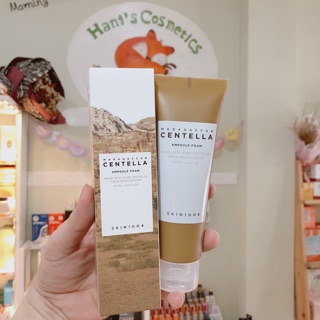 Morning
Hani's Cosmetics
MADAGASCAR
CENTELLA
AMPOULE FOAM
SKIN1004
MADAGASCAR
CENTELLA
AMPOULE FOAM
SKIN1004